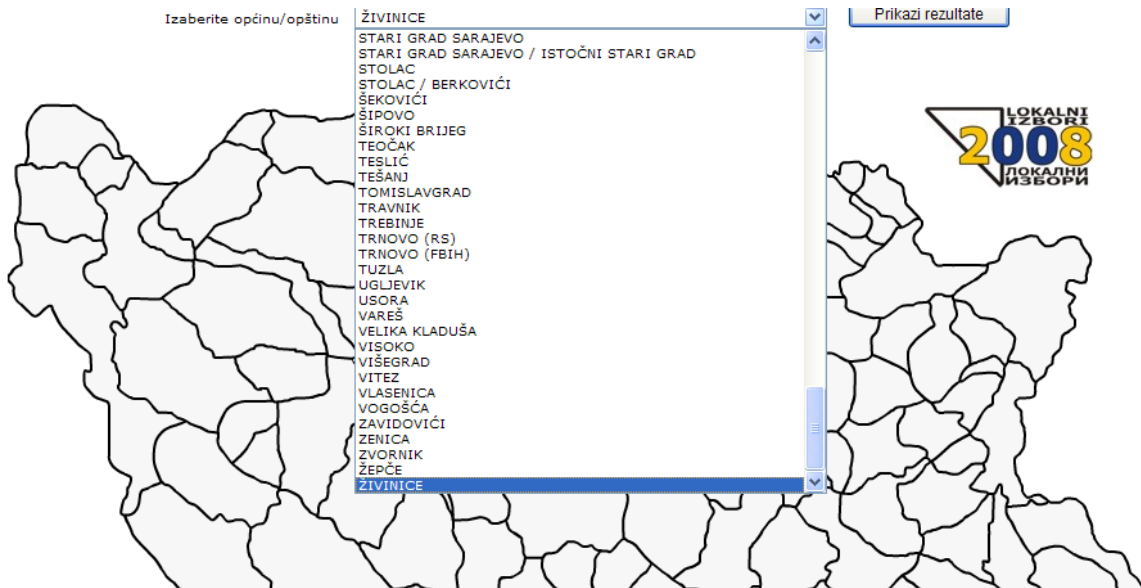 Izaberite općinu/opštinu
ŽIVINICE
Prikazi rezultate
STARI GRAD SARAJEVO
STARI GRAD SARAJEVO / ISTOČNI STARI GRAD
STOLAC
STOLAC / BERKOVIĆI
ŠEKOVIĆI
ŠIPOVO
ŠIROKI BRIJEG
TEOČAK
TESLIĆ
TEŠANJ
TOMISLAVGRAD
TRAVNIK
TREBINJE
TRNOVO (RS)
TRNOVO (FBIH)
TUZLA
UGLJEVIK
USORA
VAREŠ
VELIKA KLADUŠA
VISOKO
VIŠEGRAD
VITEZ
VLASENICA
VOGOŠĆA
ZAVIDOVIĆI
ZENICA
ZVORNIK
ŽEPČE
ŽIVINICE
LOKALNI
IZBORI
2008
ЛОКАЛНИ
ИЗБОРИ